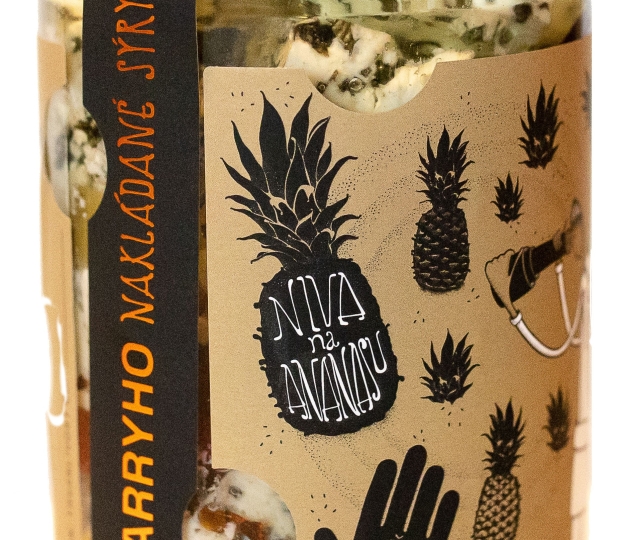 ARRYHO NAKLÁDANÉ SÝRY
NIVA
na
ANANASU